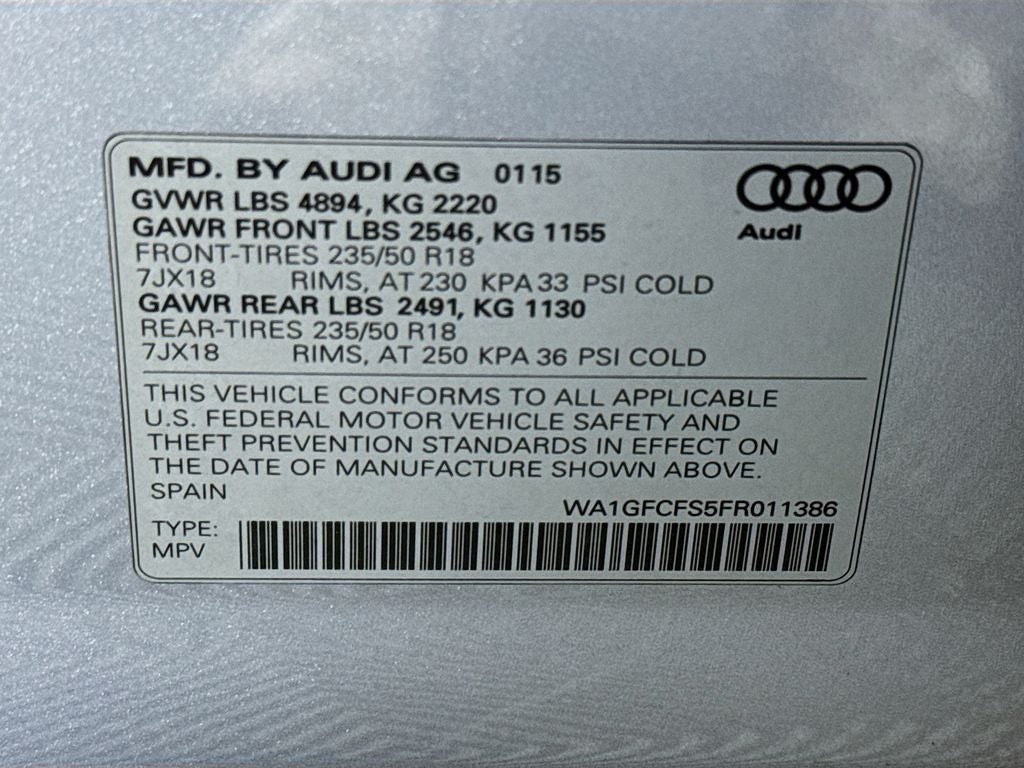 MFD. BY AUDI AG 0115
GVWR LBS 4894, KG 2220
GAWR FRONT LBS 2546, KG 1155
Audi
FRONT-TIRES 235/50 R18
7JX18 RIMS, AT 230 KPA 33 PSI COLD
GAWR REAR LBS 2491, KG 1130
REAR-TIRES 235/50 R18
7JX18 RIMS, AT 250 KPA 36 PSI COLD
THIS VEHICLE CONFORMS TO ALL APPLICABLE
U.S. FEDERAL MOTOR VEHICLE SAFETY AND
THEFT PREVENTION STANDARDS IN EFFECT ON
THE DATE OF MANUFACTURE SHOWN ABOVE.
SPAIN
WA1GFCFS5FR011386
TYPE:
MPV